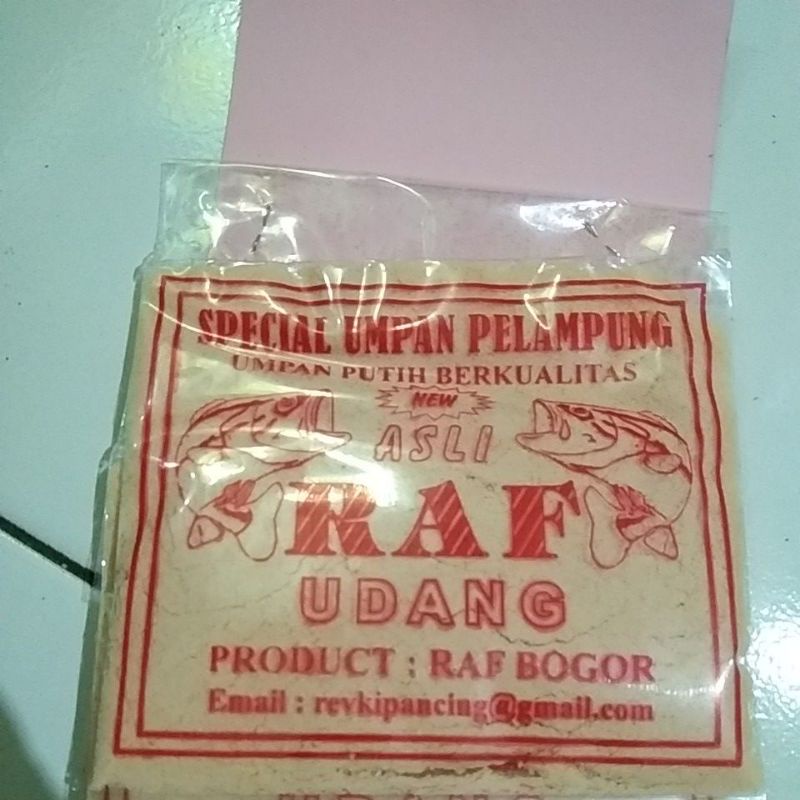 SPECIAL UMPAN PELAMPUNG
UMPAN PUTIH BERKUALITAS
NEW
ASLI
RAF
UDANG
PRODUCT : RAF BOGOR
Email : revkipancing@gmail.com